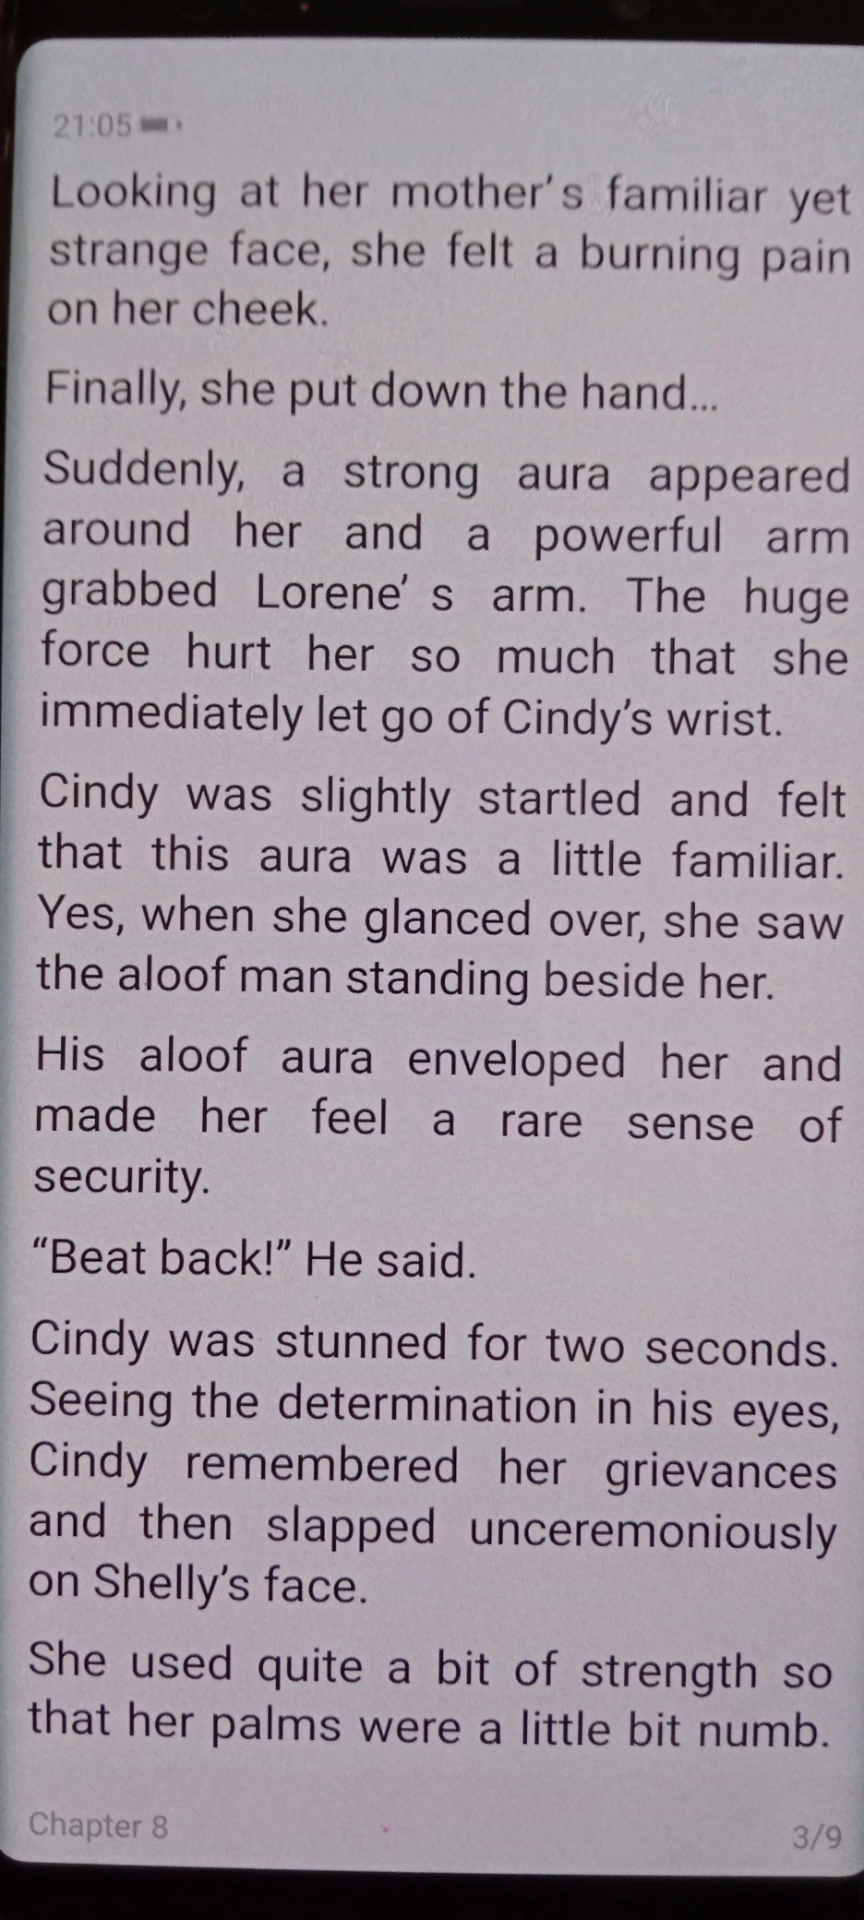 21:05
Looking at her mother's familiar yet
strange face, she felt a burning pain
on her cheek.
Finally, she put down the hand...
Suddenly, a strong aura appeared
around her and a powerful arm
grabbed Lorene' s arm. The huge
force hurt her so much that she
immediately let go of Cindy's wrist.
Cindy was slightly startled and felt
that this aura was a little familiar.
Yes, when she glanced over, she saw
the aloof man standing beside her.
His aloof aura enveloped her and
made her feel a rare sense of
security.
“Beat back!” He said.
Cindy was stunned for two seconds.
Seeing the determination in his eyes,
Cindy remembered her grievances
and then slapped unceremoniously
on Shelly's face.
She used quite a bit of strength so
that her palms were a little bit numb.
Chapter 8
3/9